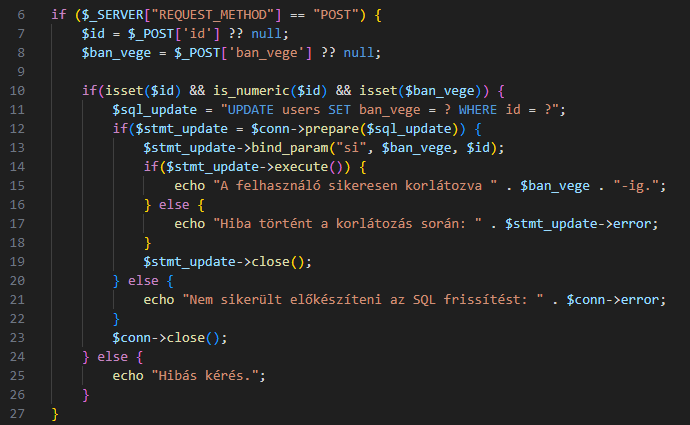 6 if ($_SERVER["REQUEST_METHOD"] == "POST") {
7     $id = $_POST['id'] ?? null;
8     $ban_vege = $_POST['ban_vege'] ?? null;
9
10     if(isset($id) && is_numeric($id) && isset($ban_vege)) {
11         $sql_update = "UPDATE users SET ban_vege = ? WHERE id = ?";
12         if($stmt_update = $conn->prepare($sql_update)) {
13             $stmt_update->bind_param("si", $ban_vege, $id);
14             if($stmt_update->execute()) {
15                 echo "A felhasználó sikeresen korlátozva " . $ban_vege . "-ig.";
16             } else {
17                 echo "Hiba történt a korlátozás során: " . $stmt_update->error;
18             }
19             $stmt_update->close();
20         } else {
21             echo "Nem sikerült előkészíteni az SQL frissítést: " . $conn->error;
22         }
23         $conn->close();
24     } else {
25         echo "Hibás kérés.";
26     }
27 }